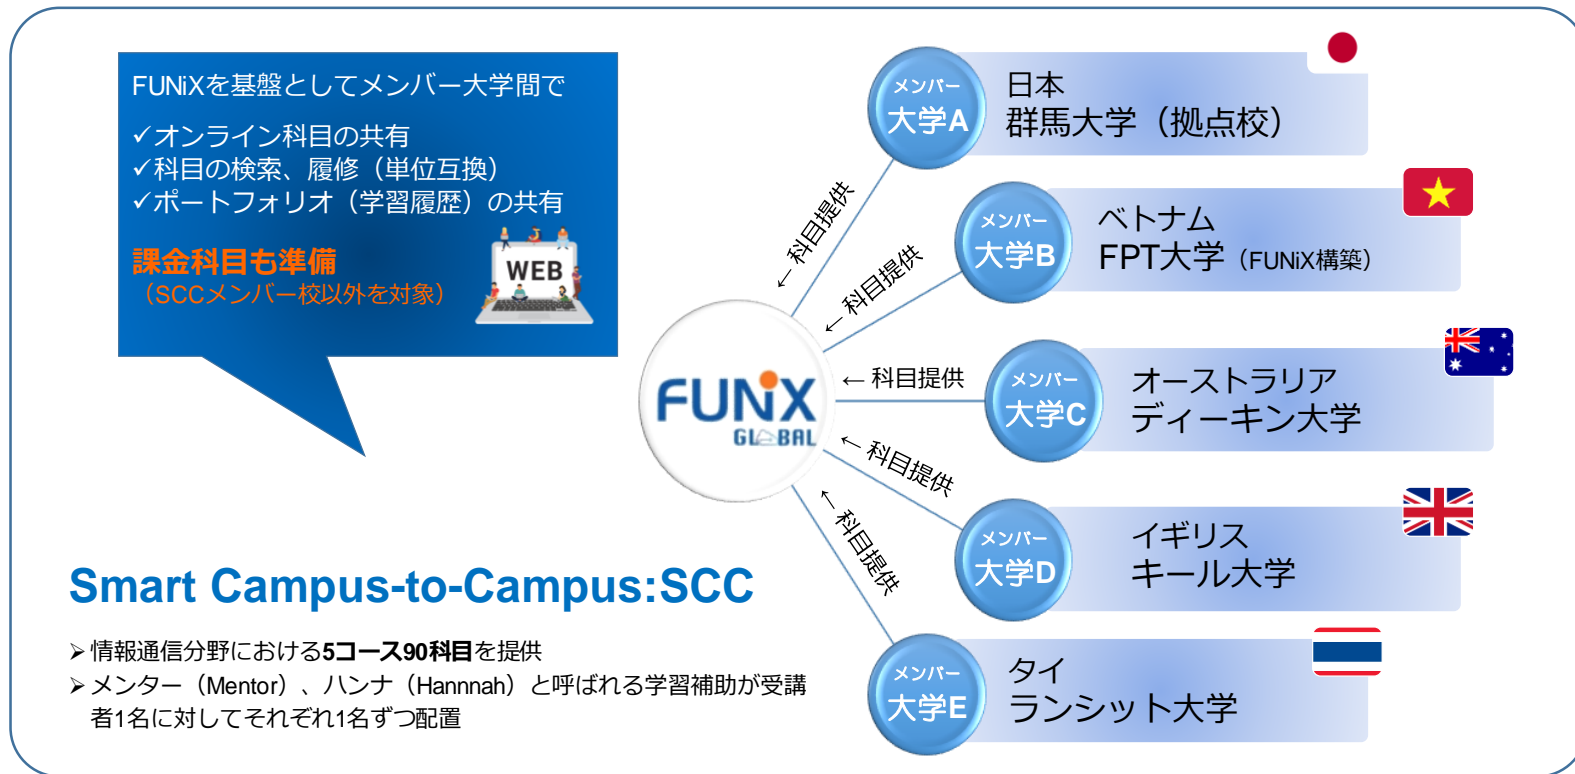 FUNiXを基盤としてメンバー大学間で
✓オンライン科目の共有
✓科目の検索、履修（単位互換）
✓ポートフォリオ（学習履歴）の共有
課金科目も準備
（SCCメンバー校以外を対象）
WEB
メンバー
大学A
日本
群馬大学（拠点校）
← 科目提供
メンバー
大学B
ベトナム
FPT大学（FUNiX構築）
← 科目提供
メンバー
大学C
オーストラリア
ディーキン大学
← 科目提供
FUNiX
GLOBAL
メンバー
大学D
イギリス
キール大学
← 科目提供
メンバー
大学E
タイ
ランシット大学
← 科目提供
Smart Campus-to-Campus:SCC
➢情報通信分野における5コース90科目を提供
➢メンター（Mentor）、ハンナ（Hannnah）と呼ばれる学習補助が受講
者1名に対してそれぞれ1名ずつ配置